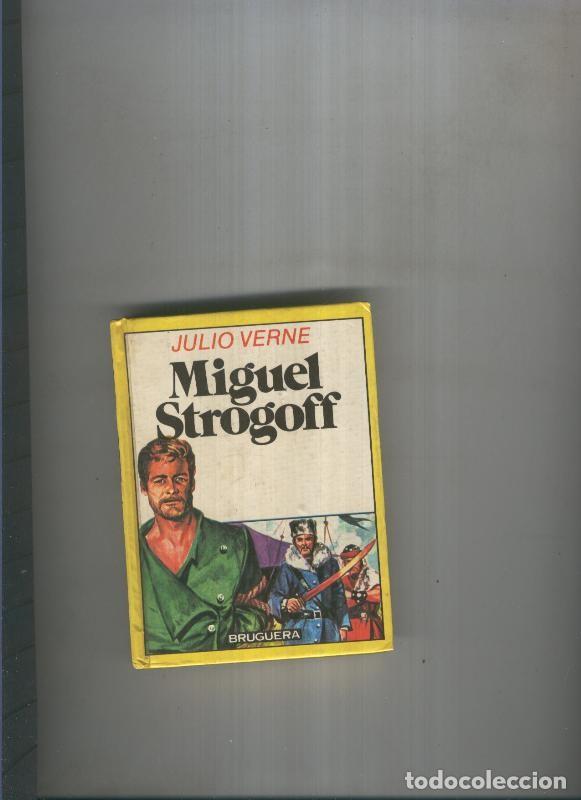 JULIO VERNE
Miguel
Strogoff
BRUGUERA
todocoleccion